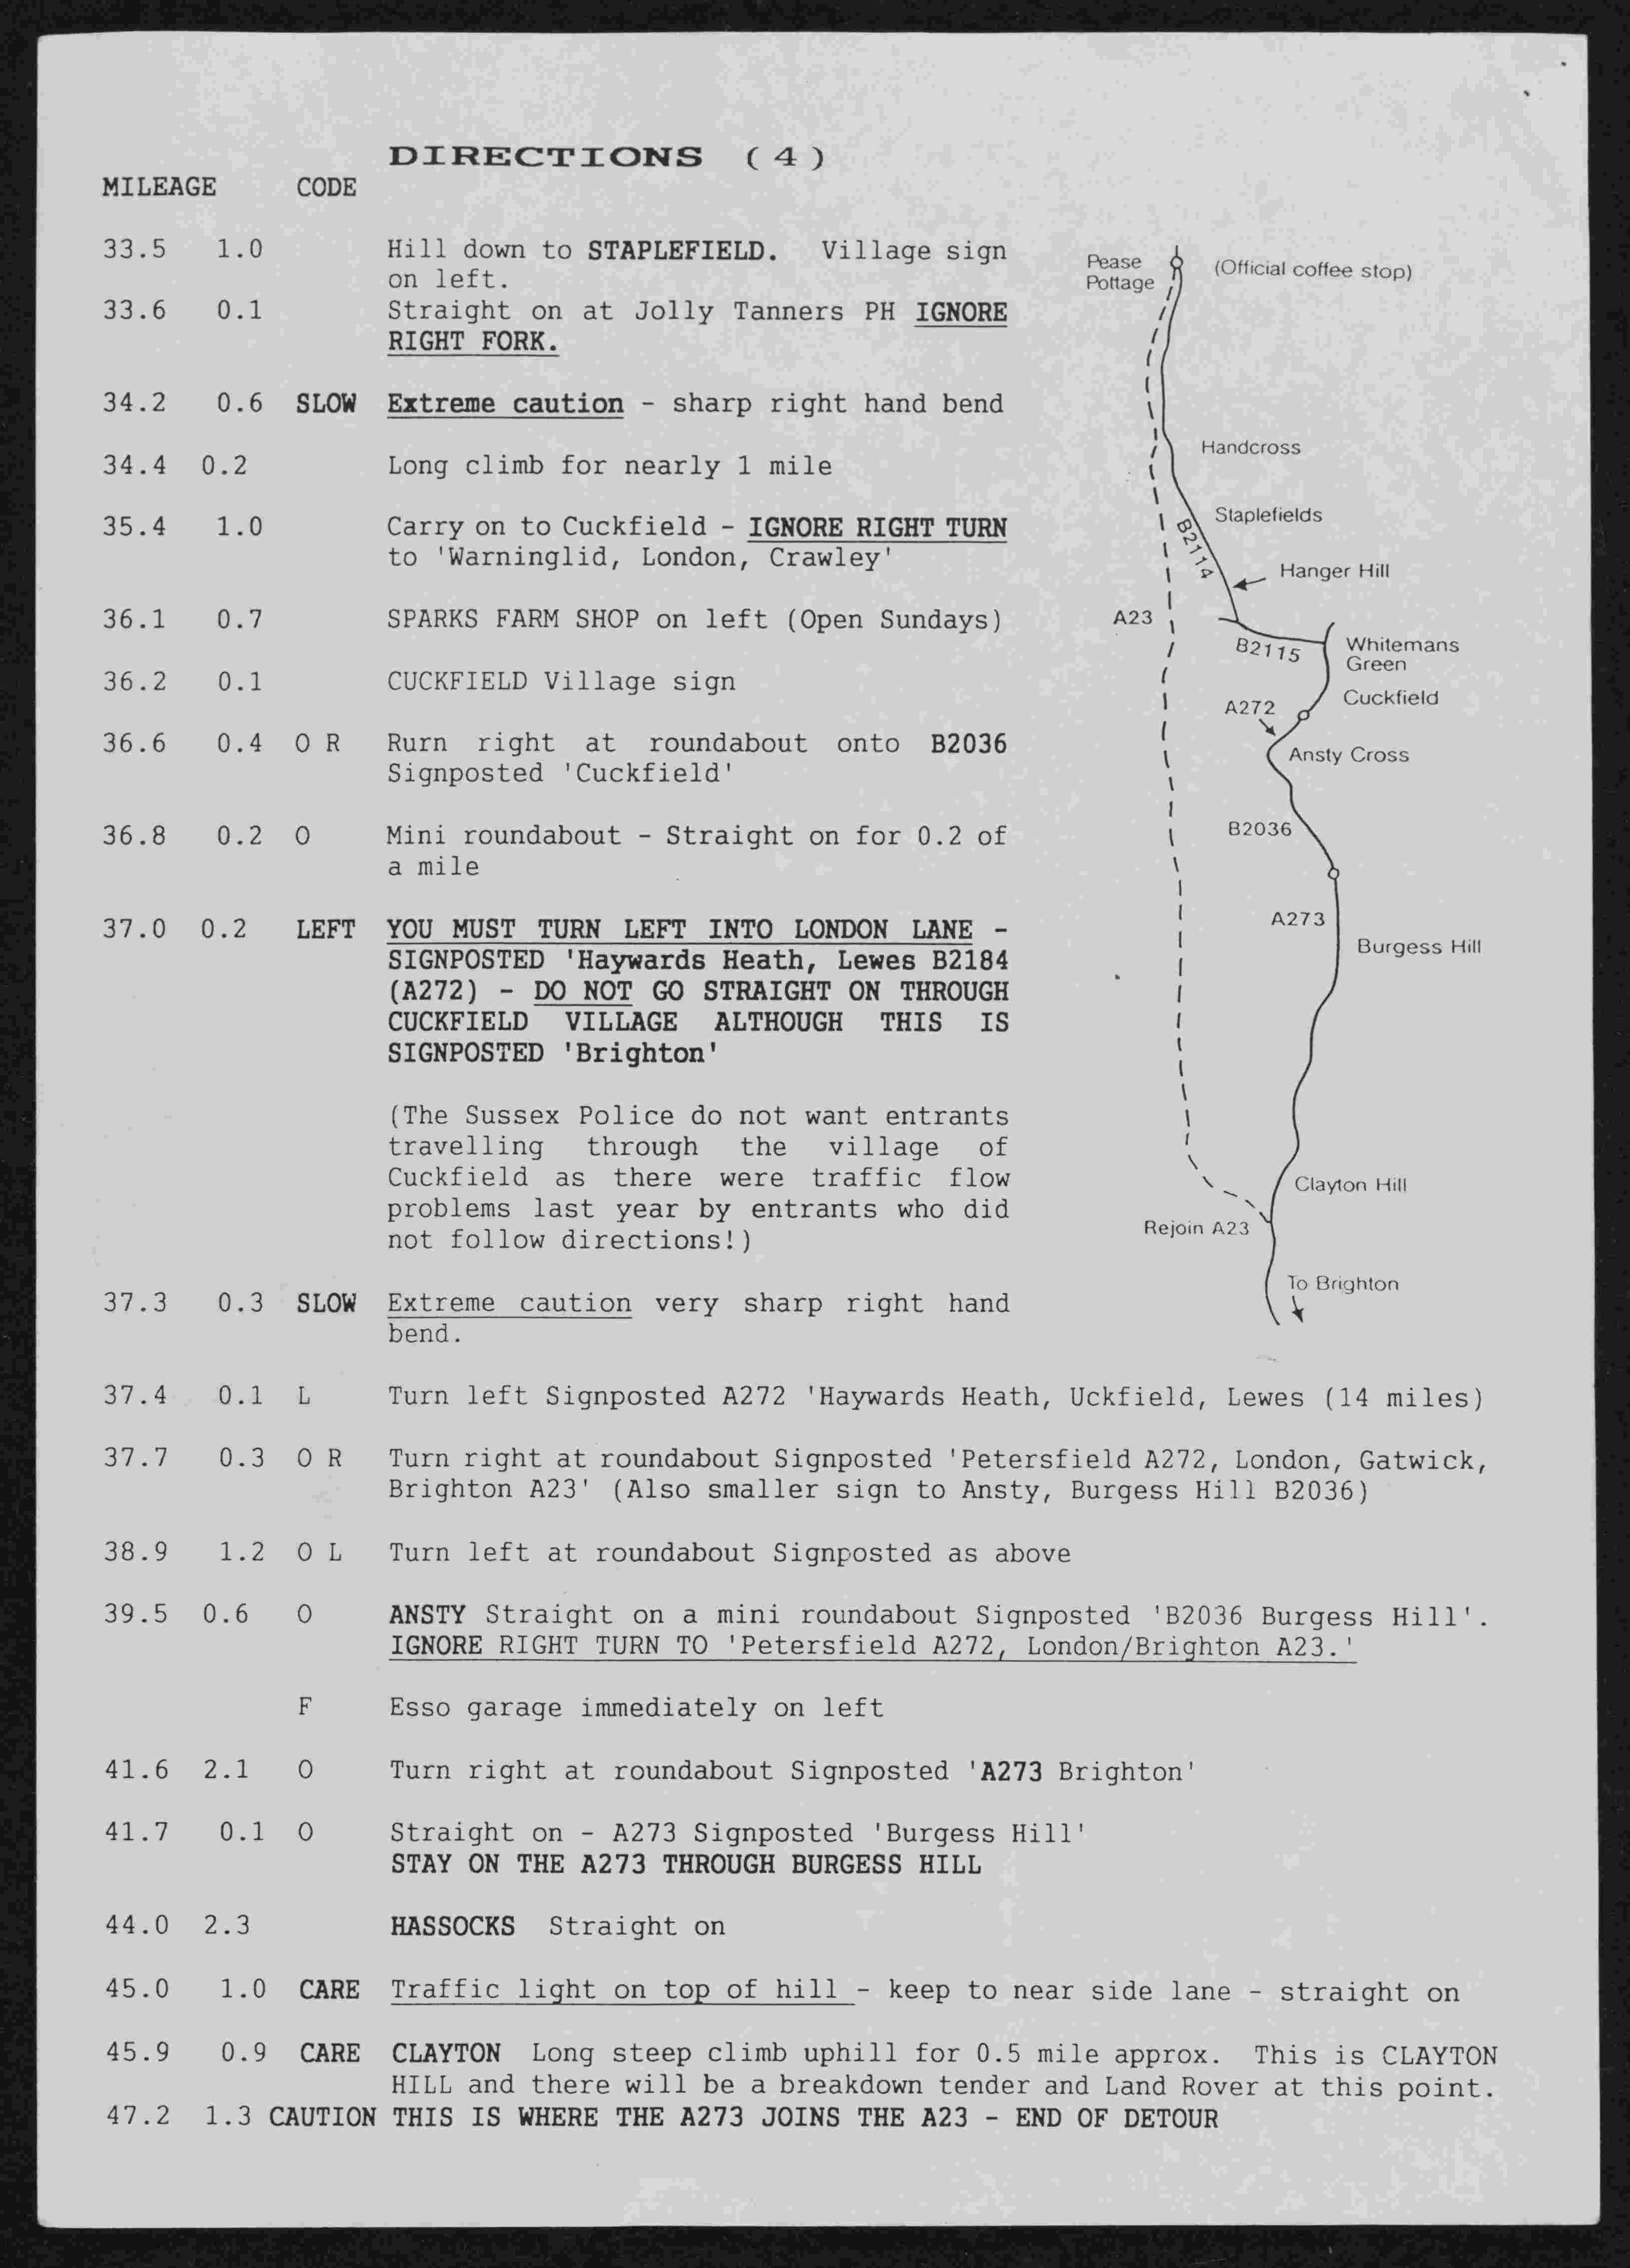 DIRECTIONS (4)
MILEAGE CODE
33.5 1.0 Hill down to STAPLEFIELD. Village sign
on left.
33.6 0.1 Straight on at Jolly Tanners PH IGNORE
RIGHT FORK.
34.2 0.6 SLOW Extreme caution - sharp right hand bend
34.4 0.2 Long climb for nearly 1 mile
35.4 1.0 Carry on to Cuckfield - IGNORE RIGHT TURN
to 'Warninglid, London, Crawley'
36.1 0.7 SPARKS FARM SHOP on left (Open Sundays)
36.2 0.1 CUCKFIELD Village sign
36.6 0.4 O R Rurn right at roundabout onto B2036
Signposted 'Cuckfield'
36.8 0.2 O Mini roundabout - Straight on for 0.2 of
a mile
37.0 0.2 LEFT YOU MUST TURN LEFT INTO LONDON LANE -
SIGNPOSTED 'Haywards Heath, Lewes B2184
(A272) - DO NOT GO STRAIGHT ON THROUGH
CUCKFIELD VILLAGE ALTHOUGH THIS IS
SIGNPOSTED 'Brighton'
(The Sussex Police do not want entrants
travelling through the village of
Cuckfield as there were traffic flow
problems last year by entrants who did
not follow directions!)
37.3 0.3 SLOW Extreme caution very sharp right hand
bend.
Pease
Pottage
(Official coffee stop)
Handcross
Staplefields
B2114
Hanger Hill
A23
B2115
Whitemans
Green
Cuckfield
A272
Ansty Cross
B2036
A273
Burgess Hill
Clayton Hill
Rejoin A23
To Brighton
37.4 0.1 L Turn left Signposted A272 'Haywards Heath, Uckfield, Lewes (14 miles)
37.7 0.3 O R Turn right at roundabout Signposted 'Petersfield A272, London, Gatwick,
Brighton A23' (Also smaller sign to Ansty, Burgess Hill B2036)
38.9 1.2 O L Turn left at roundabout Signposted as above
39.5 0.6 O ANSTY Straight on a mini roundabout Signposted 'B2036 Burgess Hill'.
IGNORE RIGHT TURN TO 'Petersfield A272, London/Brighton A23.'
F Esso garage immediately on left
41.6 2.1 O Turn right at roundabout Signposted 'A273 Brighton'
41.7 0.1 O Straight on - A273 Signposted 'Burgess Hill'
STAY ON THE A273 THROUGH BURGESS HILL
44.0 2.3 HASSOCKS Straight on
45.0 1.0 CARE Traffic light on top of hill - keep to near side lane - straight on
45.9 0.9 CARE CLAYTON Long steep climb uphill for 0.5 mile approx. This is CLAYTON
HILL and there will be a breakdown tender and Land Rover at this point.
47.2 1.3 CAUTION THIS IS WHERE THE A273 JOINS THE A23 - END OF DETOUR